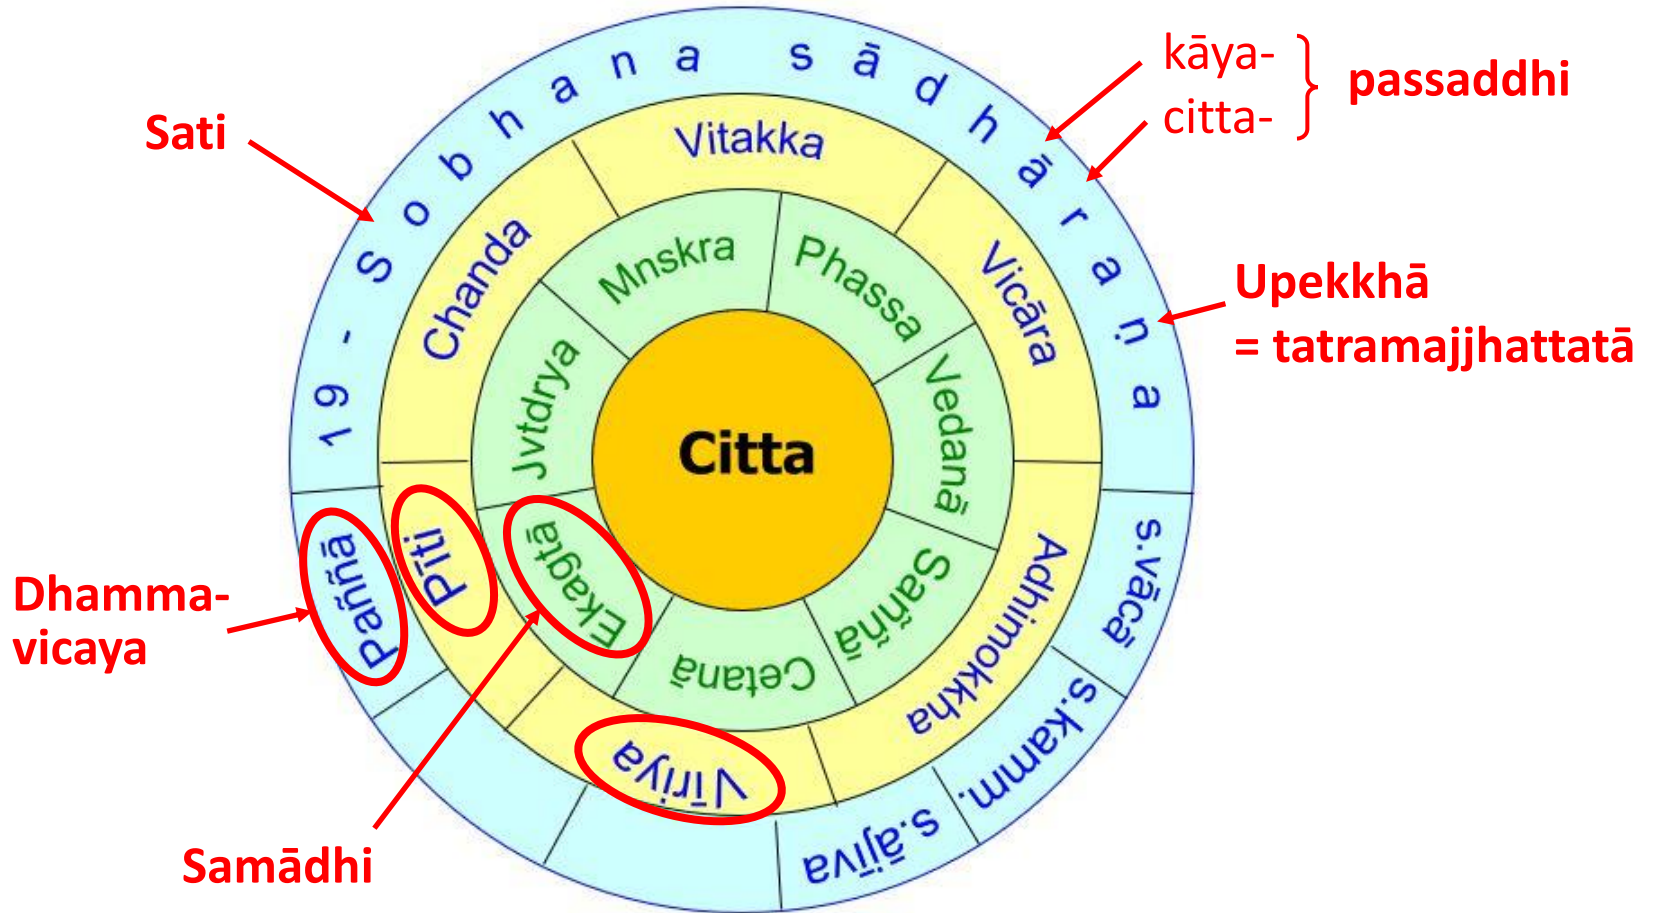 kāya-
citta-
passaddhi
Sati
Upekkhā
= tatramajjhattatā
Dhamma-
vicaya
Samādhi
19 - Sobhana sādhāraṇa
s.vācā
s.kamm.
s.ājīva
Paññā
Vitakka
Vicāra
Adhimokkha
Vīriya
Pīti
Chanda
Phassa
Vedanā
Saññā
Cetanā
Ekagtā
Jvtdrya
Mnskra
Citta